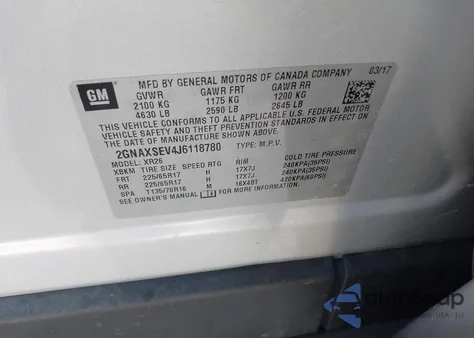 GM
MFD BY GENERAL MOTORS OF CANADA COMPANY 03/17
GVWR GAWR FRT GAWR RR
2100 KG 1175 KG 1200 KG
4630 LB 2590 LB 2645 LB
THIS VEHICLE CONFORMS TO ALL APPLICABLE U.S. FEDERAL MOTOR
VEHICLE SAFETY, BUMPER, AND THEFT PREVENTION STANDARDS IN EFFECT ON
THE DATE OF MANUFACTURE SHOWN ABOVE.
2GNAXSEV4J6118780 TYPE: M.P.V.
XR26
XBKM TIRE SIZE SPEED RTG RIM COLD TIRE PRESSURE
FRT 225/65R17 H 17X7J 240KPA(35PSI)
RR 225/65R17 H 17X7J 240KPA(35PSI)
SPA T135/70R16 M 16X4BT 420KPA(60PSI)
SEE OWNER'S MANUAL